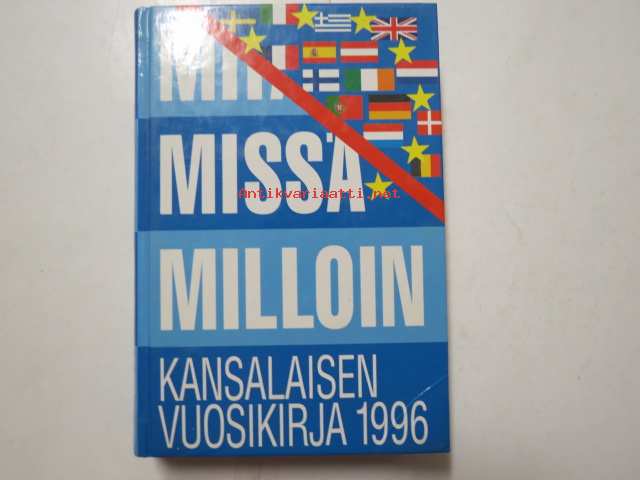 MISSÄ
Antikvariaatti.net
MILLOIN
KANSALAISEN
VUOSIKIRJA 1996